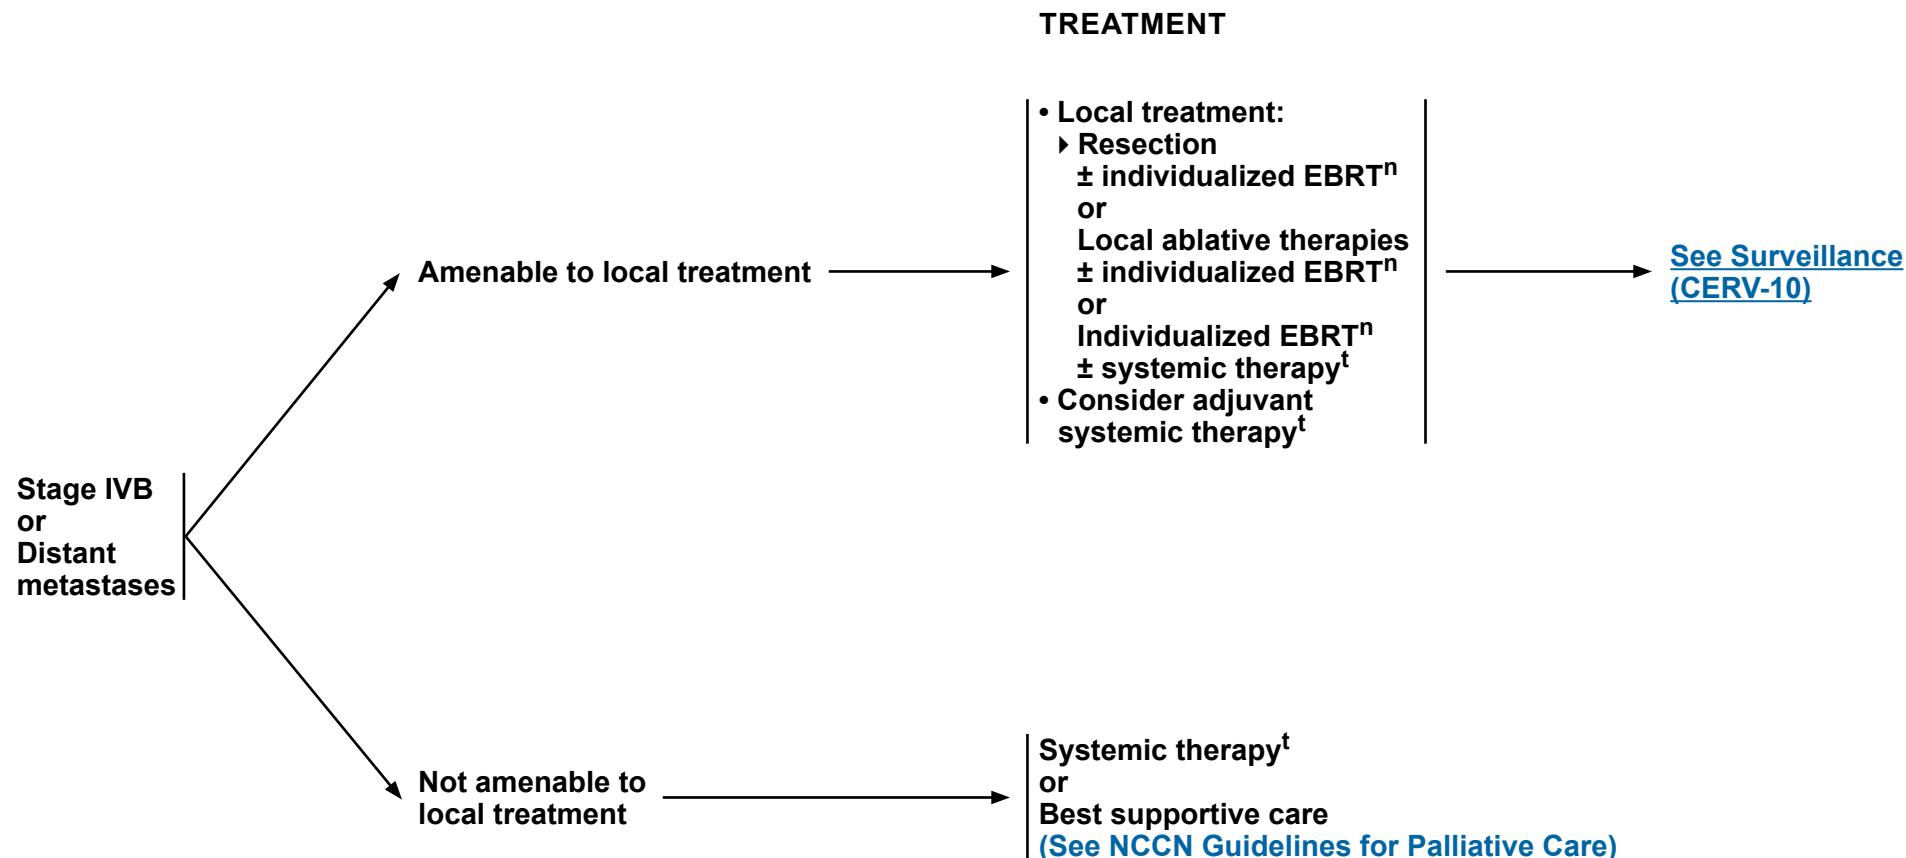 TREATMENT
• Local treatment:
▸ Resection
± individualized EBRTⁿ
or
Local ablative therapies
± individualized EBRTⁿ
or
Individualized EBRTⁿ
± systemic therapyᵗ
• Consider adjuvant
systemic therapyᵗ
See Surveillance
(CERV-10)
Amenable to local treatment
Stage IVB
or
Distant
metastases
Not amenable to
local treatment
Systemic therapyᵗ
or
Best supportive care
(See NCCN Guidelines for Palliative Care)